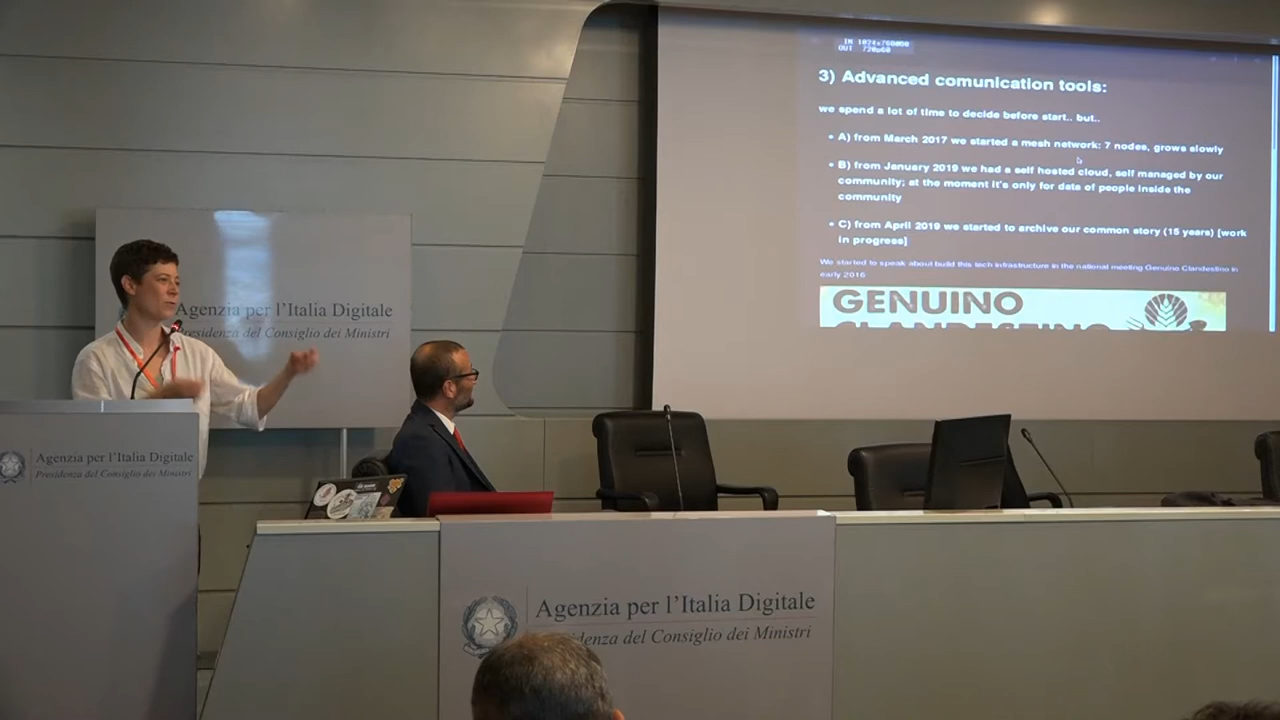 IN 1024x768@60
OUT 720p60
3) Advanced comunication tools:
we spend a lot of time to decide before start.. but..
• A) from March 2017 we started a mesh network: 7 nodes, grows slowly
• B) from January 2019 we had a self hosted cloud, self managed by our
community; at the moment it's only for data of people inside the
community
• C) from April 2019 we started to archive our common story (15 years) [work
in progress]
We started to speak about build this tech infrastructure in the national meeting Genuino Clandestino in
early 2016
GENUINO
CLANDESTINO
Agenzia per l'Italia Digitale
Presidenza del Consiglio dei Ministri
Agenzia per l'Italia Digitale
Presidenza del Consiglio dei Ministri
Agenzia per l'Italia Digitale
Presidenza del Consiglio dei Ministri